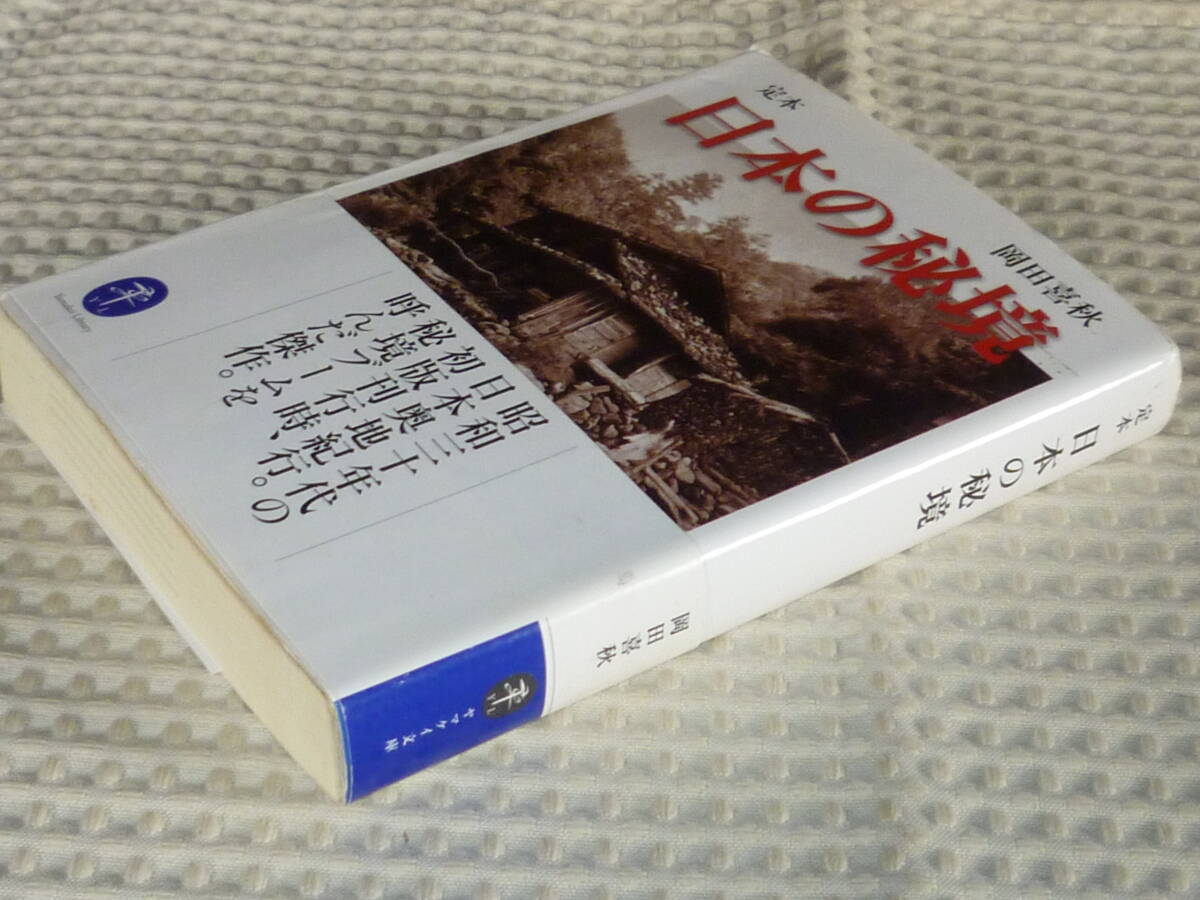 定本
日本の秘境
岡田喜秋
昭和三十年代の
日本奥地紀行。
初版刊行時、
秘境ブームを
呼んだ傑作。
Y.L
Yamakei Library
定本 日本の秘境
岡田喜秋
Y.L
ヤマケイ文庫